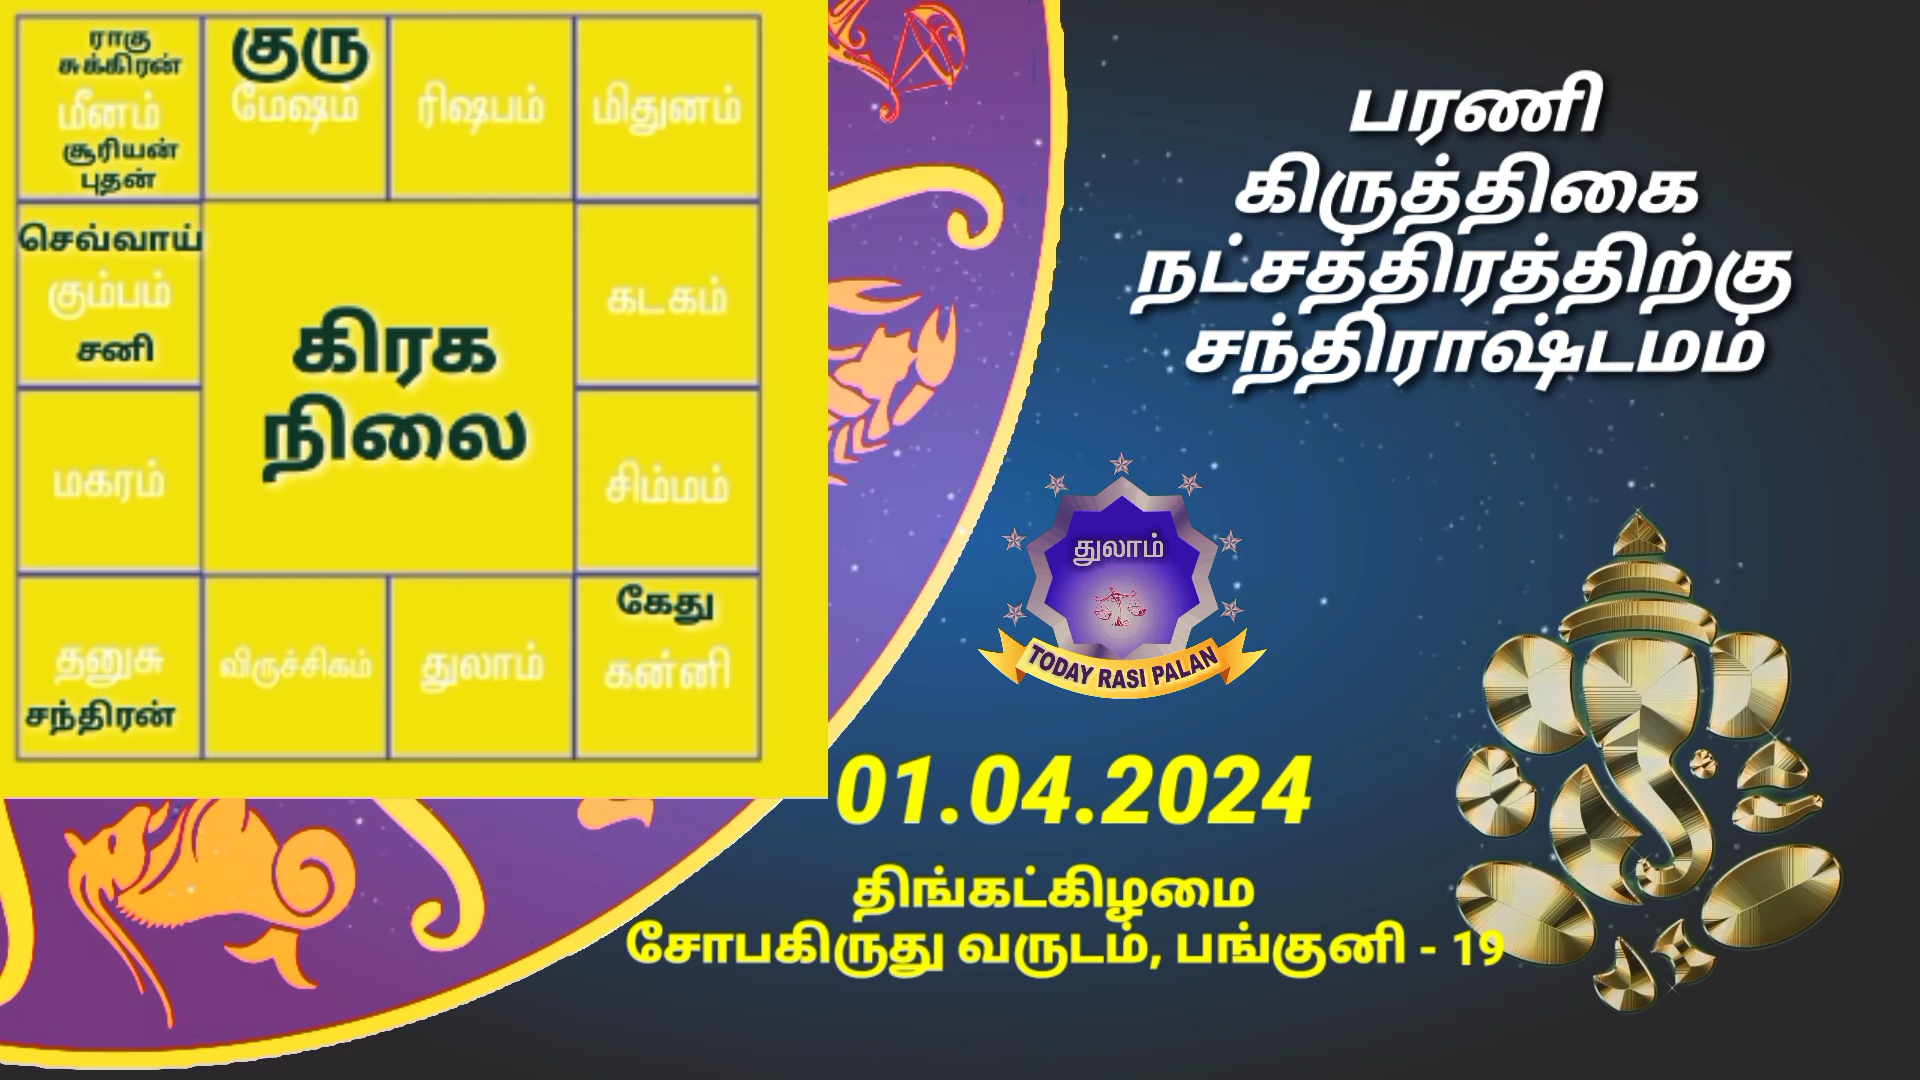 ராகு
சுக்கிரன்
மீனம்
சூரியன்
புதன்
குரு
மேஷம்
ரிஷபம்
மிதுனம்
செவ்வாய்
கும்பம்
சனி
கிரக
நிலை
கடகம்
மகரம்
சிம்மம்
தனுசு
சந்திரன்
விருச்சிகம்
துலாம்
கேது
கன்னி
பரணி
கிருத்திகை
நட்சத்திரத்திற்கு
சந்திராஷ்டமம்
துலாம்
TODAY RASI PALAN
01.04.2024
திங்கட்கிழமை
சோபகிருது வருடம், பங்குனி - 19